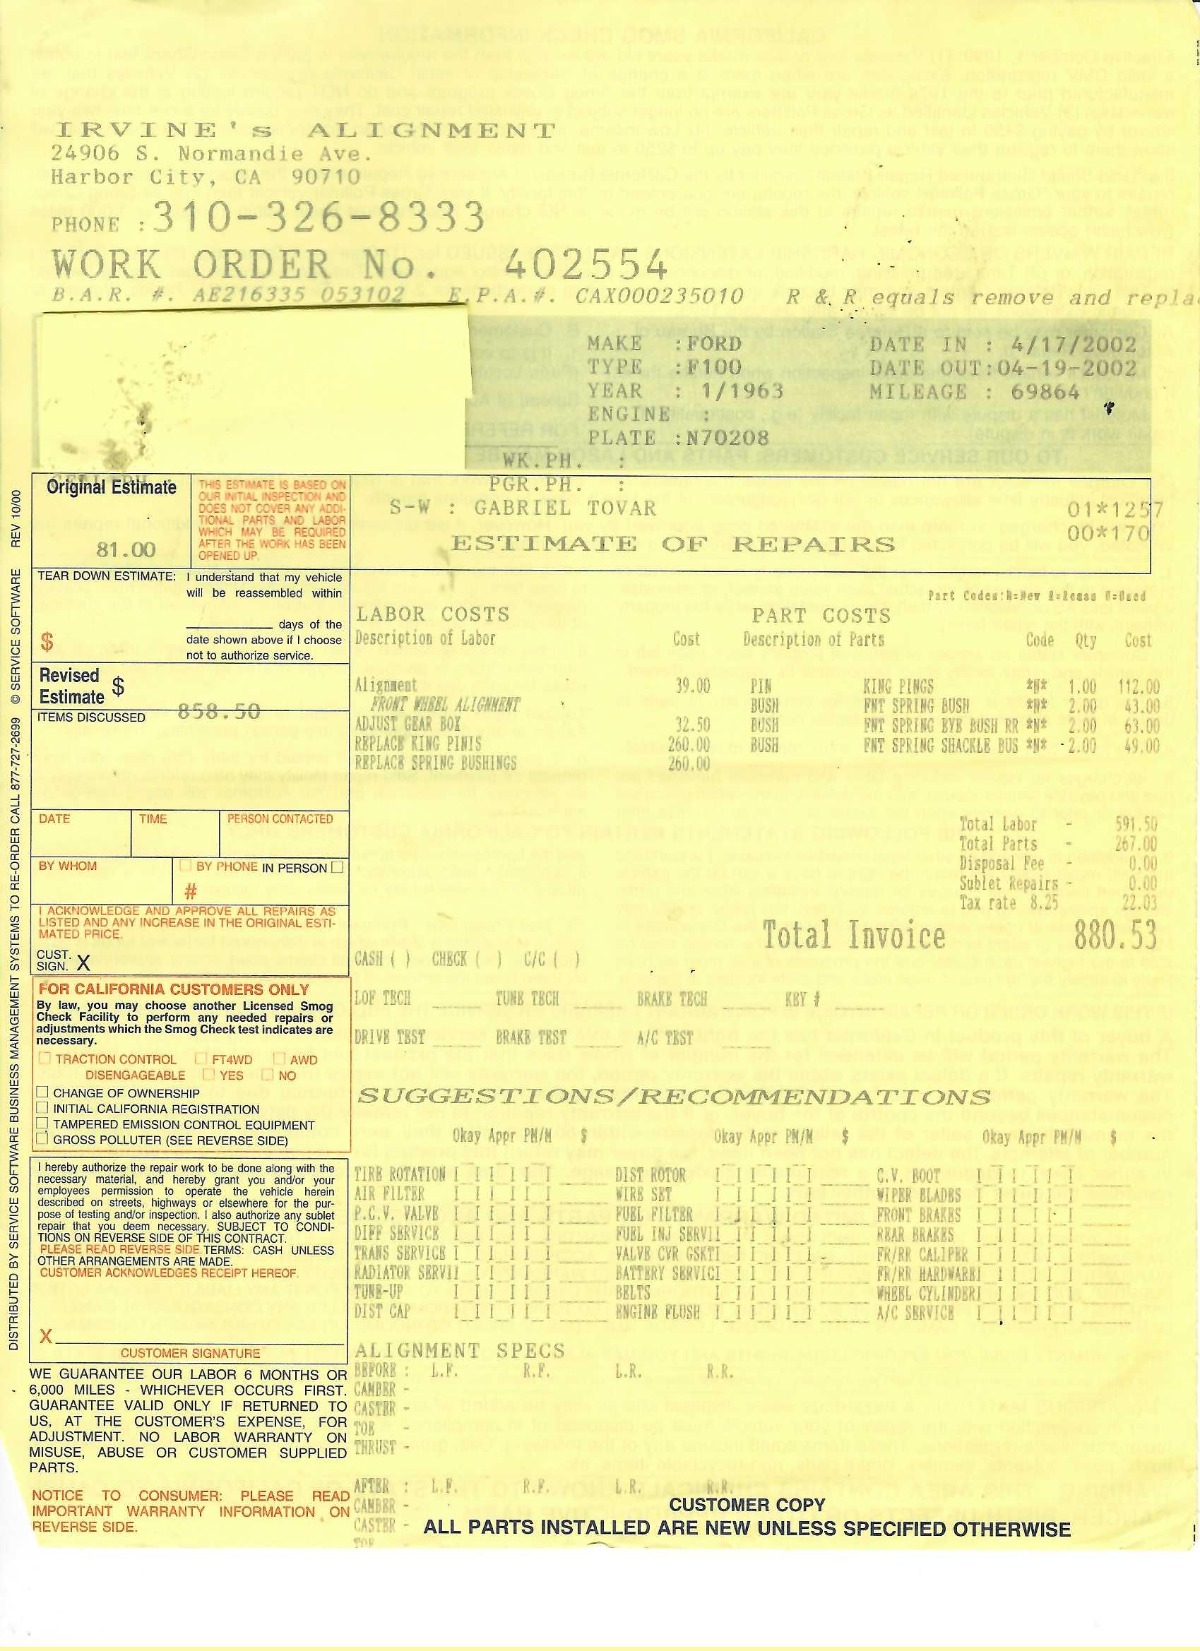 IRVINE's ALIGNMENT
24906 S. Normandie Ave.
Harbor City, CA 90710
PHONE :310-326-8333
WORK ORDER No. 402554
B.A.R. #. AE216335 053102 E.P.A.#. CAX000235010 R & R equals remove and repla
MAKE :FORD DATE IN : 4/17/2002
TYPE :F100 DATE OUT:04-19-2002
YEAR : 1/1963 MILEAGE : 69864
ENGINE :
PLATE :N70208
WK.PH. :
PGR.PH. :
S-W : GABRIEL TOVAR 01*1257
00*170
ESTIMATE OF REPAIRS
Original Estimate
81.00
THIS ESTIMATE IS BASED ON
OUR INITIAL INSPECTION AND
DOES NOT COVER ANY ADDI-
TIONAL PARTS AND LABOR
WHICH MAY BE REQUIRED
AFTER THE WORK HAS BEEN
OPENED UP.
TEAR DOWN ESTIMATE: I understand that my vehicle
will be reassembled within
days of the
$ date shown above if I choose
not to authorize service.
Revised
Estimate $
858.50
ITEMS DISCUSSED
DATE TIME PERSON CONTACTED
BY WHOM BY PHONE IN PERSON
#
I ACKNOWLEDGE AND APPROVE ALL REPAIRS AS
LISTED AND ANY INCREASE IN THE ORIGINAL ESTI-
MATED PRICE.
CUST.
SIGN. X
FOR CALIFORNIA CUSTOMERS ONLY
By law, you may choose another Licensed Smog
Check Facility to perform any needed repairs or
adjustments which the Smog Check test indicates are
necessary.
TRACTION CONTROL FT4WD AWD
DISENGAGEABLE YES NO
CHANGE OF OWNERSHIP
INITIAL CALIFORNIA REGISTRATION
TAMPERED EMISSION CONTROL EQUIPMENT
GROSS POLLUTER (SEE REVERSE SIDE)
I hereby authorize the repair work to be done along with the
necessary material, and hereby grant you and/or your
employees permission to operate the vehicle herein
described on streets, highways or elsewhere for the pur-
pose of testing and/or inspection. I also authorize any sublet
repair that you deem necessary. SUBJECT TO CONDI-
TIONS ON REVERSE SIDE OF THIS CONTRACT.
PLEASE READ REVERSE SIDE TERMS: CASH UNLESS
OTHER ARRANGEMENTS ARE MADE.
CUSTOMER ACKNOWLEDGES RECEIPT HEREOF.
X
CUSTOMER SIGNATURE
WE GUARANTEE OUR LABOR 6 MONTHS OR
6,000 MILES - WHICHEVER OCCURS FIRST.
GUARANTEE VALID ONLY IF RETURNED TO
US, AT THE CUSTOMER'S EXPENSE, FOR
ADJUSTMENT. NO LABOR WARRANTY ON
MISUSE, ABUSE OR CUSTOMER SUPPLIED
PARTS.
NOTICE TO CONSUMER: PLEASE READ
IMPORTANT WARRANTY INFORMATION ON
REVERSE SIDE.
DISTRIBUTED BY SERVICE SOFTWARE BUSINESS MANAGEMENT SYSTEMS TO RE-ORDER CALL 877-727-2699 © SERVICE SOFTWARE REV 10/00
Part Codes:N=New R=Reman U=Used
LABOR COSTS PART COSTS
Description of Labor Cost Description of Parts Code Qty Cost
Alignment 39.00 PIN KING PINGS *N* 1.00 112.00
FRONT WHEEL ALIGNMENT BUSH FNT SPRING BUSH *N* 2.00 43.00
ADJUST GEAR BOX 32.50 BUSH FNT SPRING EYE BUSH RR *N* 2.00 63.00
REPLACE KING PINIS 260.00 BUSH FNT SPRING SHACKLE BUS *N* 2.00 49.00
REPLACE SPRING BUSHINGS 260.00
Total Labor - 591.50
Total Parts - 267.00
Disposal Fee - 0.00
Sublet Repairs - 0.00
Tax rate 8.25 22.03
Total Invoice 880.53
CASH ( ) CHECK ( ) C/C ( )
LOF TECH TUNE TECH BRAKE TECH KEY #
DRIVE TEST BRAKE TEST A/C TEST
SUGGESTIONS/RECOMMENDATIONS
Okay Appr PM/M $ Okay Appr PM/M $ Okay Appr PM/M $
TIRE ROTATION DIST ROTOR C.V. BOOT
AIR FILTER WIRE SET WIPER BLADES
P.C.V. VALVE FUEL FILTER FRONT BRAKES
DIFF SERVICE FUEL INJ SERVI REAR BRAKES
TRANS SERVICE VALVE CVR GSKT FR/RR CALIPER
RADIATOR SERVI BATTERY SERVIC FR/RR HARDWARE
TUNE-UP BELTS WHEEL CYLINDER
DIST CAP ENGINE FLUSH A/C SERVICE
ALIGNMENT SPECS
BEFORE : L.F. R.F. L.R. R.R.
CAMBER -
CASTER -
TOE -
THRUST -
AFTER : L.F. R.F. L.R. R.R.
CAMBER -
CASTER -
TOE
CUSTOMER COPY
ALL PARTS INSTALLED ARE NEW UNLESS SPECIFIED OTHERWISE